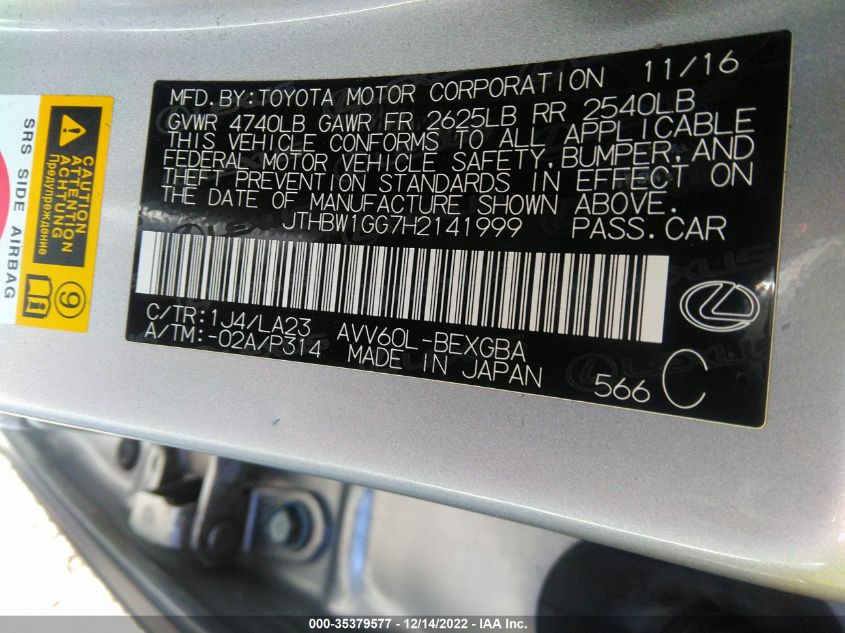 MFD. BY: TOYOTA MOTOR CORPORATION 11/16
GVWR 4740LB GAWR FR 2625LB RR 2540LB
THIS VEHICLE CONFORMS TO ALL APPLICABLE
FEDERAL MOTOR VEHICLE SAFETY, BUMPER, AND
THEFT PREVENTION STANDARDS IN EFFECT ON
THE DATE OF MANUFACTURE SHOWN ABOVE.
JTHBW1GG7H2141999 PASS. CAR
C/TR: 1J4/LA23 AVV60L-BEXGBA
A/TM: -02A/P314 MADE IN JAPAN
566 C
SRS SIDE AIRBAG
CAUTION
ATTENTION
ACHTUNG
Предупреждение
9
000-35379577 - 12/14/2022 - IAA Inc.